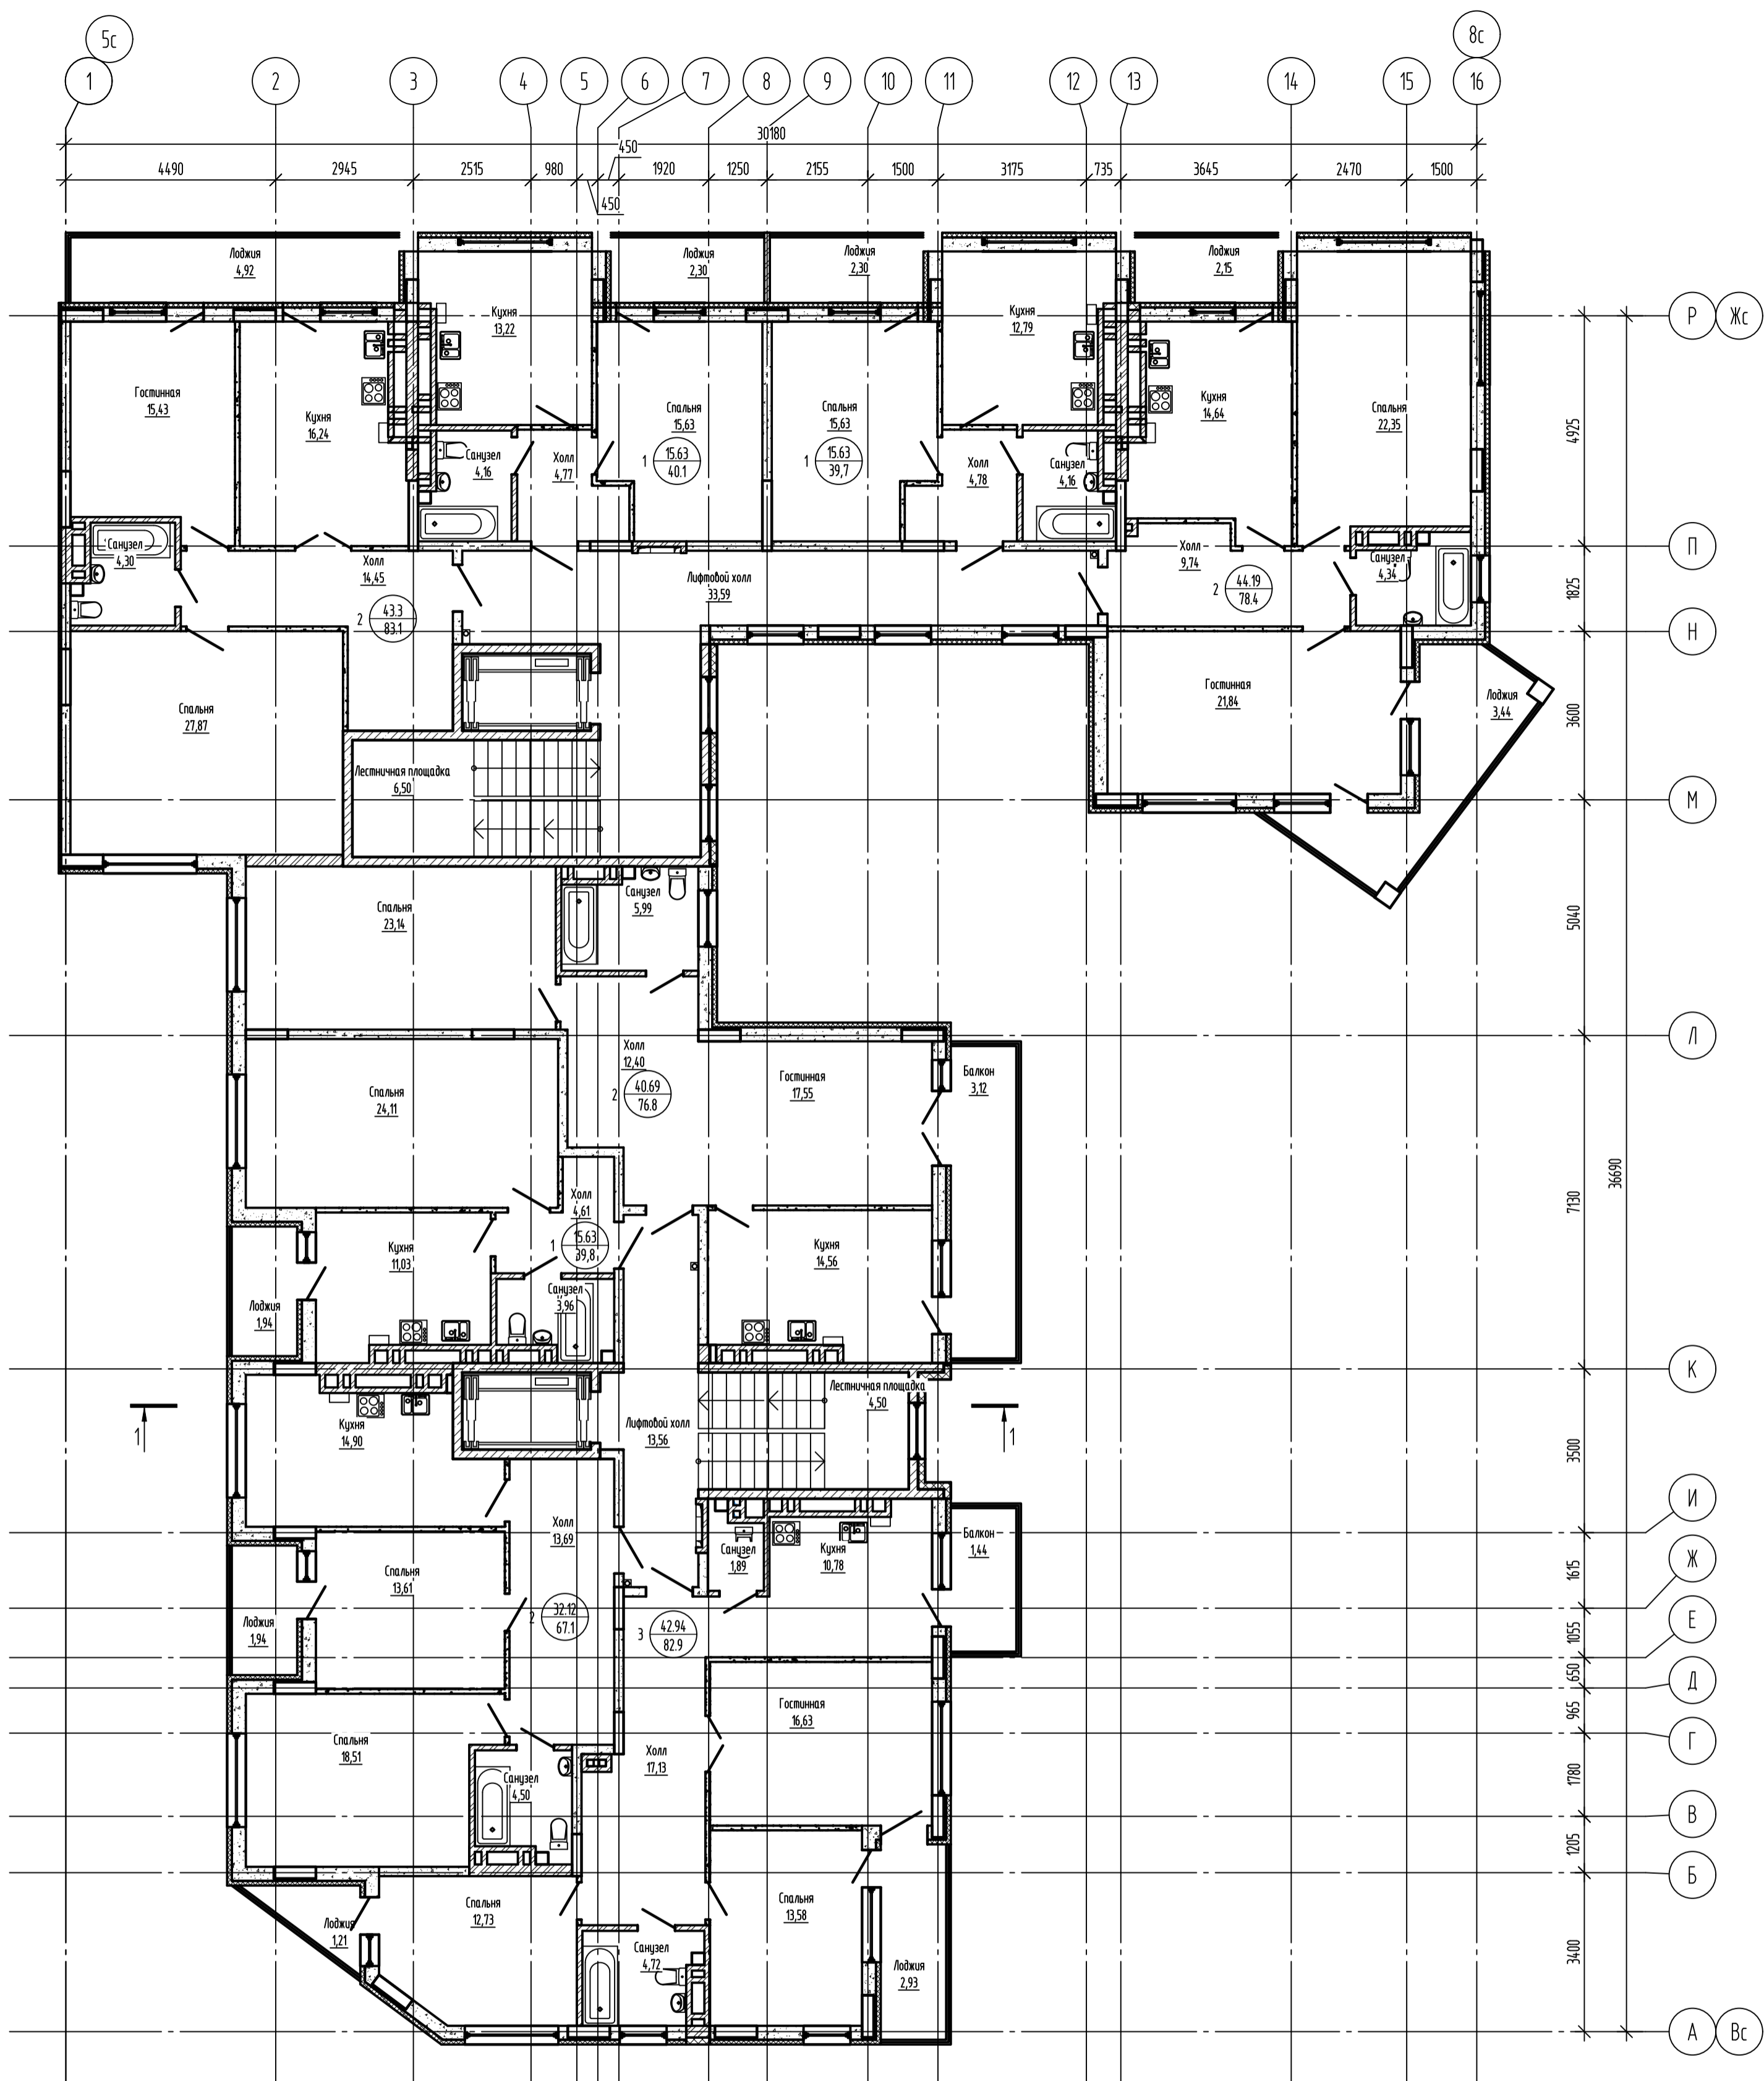 5с
8с
1
2
3
4
5
6
7
8
9
10
11
12
13
14
15
16
30180
450
4490
2945
2515
980
1920
1250
2155
1500
3175
735
3645
2470
1500
450
Лоджия
4,92
Лоджия
2,30
Лоджия
2,30
Лоджия
2,15
Кухня
13,22
Кухня
12,79
Р
Жс
Гостинная
15,43
Кухня
16,24
Спальня
15,63
Спальня
15,63
Кухня
14,64
Спальня
22,35
4925
Санузел
4,16
Холл
4,77
1
15.63
40.1
1
15.63
39,7
Холл
4,78
Санузел
4,16
Санузел
4,30
Холл
14,45
Лифтовой холл
33,59
Холл
9,74
Санузел
4,34
П
2
43.3
83.1
2
44.19
78.4
1825
Н
Спальня
27,87
Гостинная
21,84
Лоджия
3,44
3600
Лестничная площадка
6,50
М
Спальня
23,14
Санузел
5,99
5040
Л
Холл
12,40
2
40.69
76.8
Спальня
24,11
Гостинная
17,55
Балкон
3,12
7130
36690
Холл
4,61
1
15.63
39,8
Кухня
11,03
Кухня
14,56
Санузел
3,96
Лоджия
1,94
К
Лестничная площадка
4,50
1
Кухня
14,90
Лифтовой холл
13,56
1
3500
И
Холл
13,69
Санузел
1,89
Кухня
10,78
Балкон
1,44
Ж
Спальня
13,61
1615
2
32.12
67.1
3
42.94
82.9
Лоджия
1,94
Е
1055
650
Д
Гостинная
16,63
965
Спальня
18,51
Холл
17,13
Г
Санузел
4,50
1780
В
1205
Б
Спальня
12,73
Спальня
13,58
Лоджия
1,21
Санузел
4,72
Лоджия
2,93
3400
А
Вс